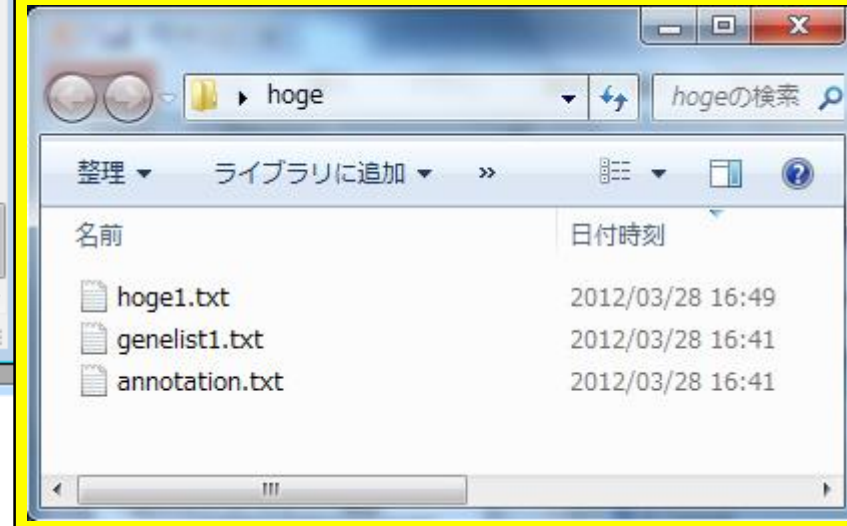 hoge
hogeの検索
整理 ライブラリに追加 »
名前 日付時刻
hoge1.txt 2012/03/28 16:49
genelist1.txt 2012/03/28 16:41
annotation.txt 2012/03/28 16:41